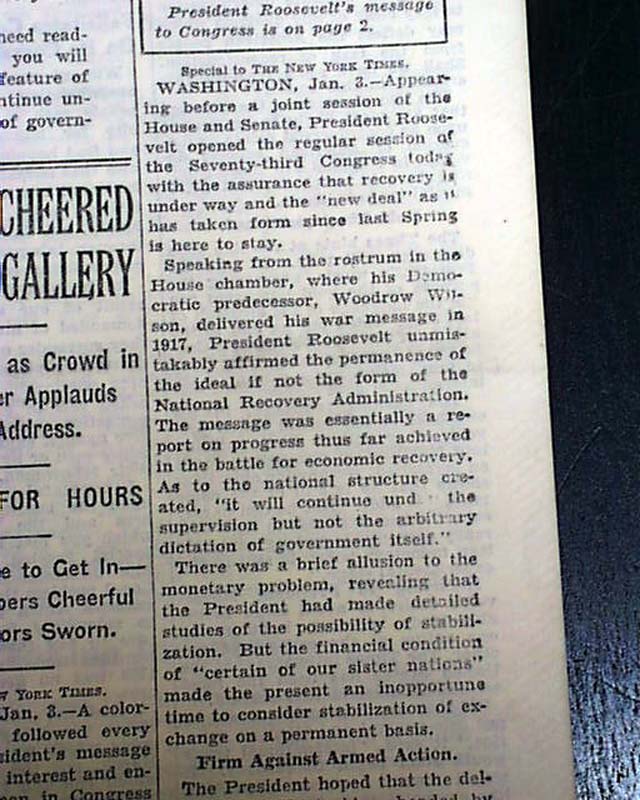 need read-
you will
feature of
ntinue un-
of govern-
CHEERED
GALLERY
as Crowd in
er Applauds
Address.
FOR HOURS
e to Get In—
bers Cheerful
ors Sworn.
YORK TIMES.
Jan. 3.—A color-
followed every
sident's message
interest and en-
en in Congress
President Roosevelt's message
to Congress is on page 2.
Special to THE NEW YORK TIMES.
WASHINGTON, Jan. 3.—Appear-
ing before a joint session of the
House and Senate, President Roose-
velt opened the regular session of
the Seventy-third Congress today
with the assurance that recovery is
under way and the "new deal" as it
has taken form since last Spring
is here to stay.
Speaking from the rostrum in the
House chamber, where his Demo-
cratic predecessor, Woodrow Wil-
son, delivered his war message in
1917, President Roosevelt unmis-
takably affirmed the permanence of
the ideal if not the form of the
National Recovery Administration.
The message was essentially a re-
port on progress thus far achieved
in the battle for economic recovery.
As to the national structure cre-
ated, "it will continue und the
supervision but not the arbitrary
dictation of government itself."
There was a brief allusion to the
monetary problem, revealing that
the President had made detailed
studies of the possibility of stabili-
zation. But the financial condition
of "certain of our sister nations"
made the present an inopportune
time to consider stabilization of ex-
change on a permanent basis.
Firm Against Armed Action.
The President hoped that the del-